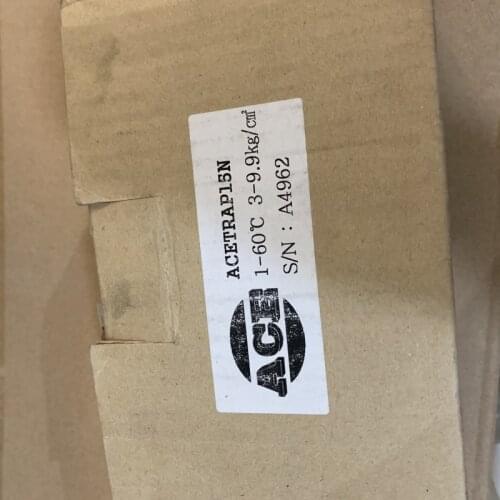 ACETRAP15N
1-60℃ 3-9.9kg/㎠
S/N : A4962
ACE